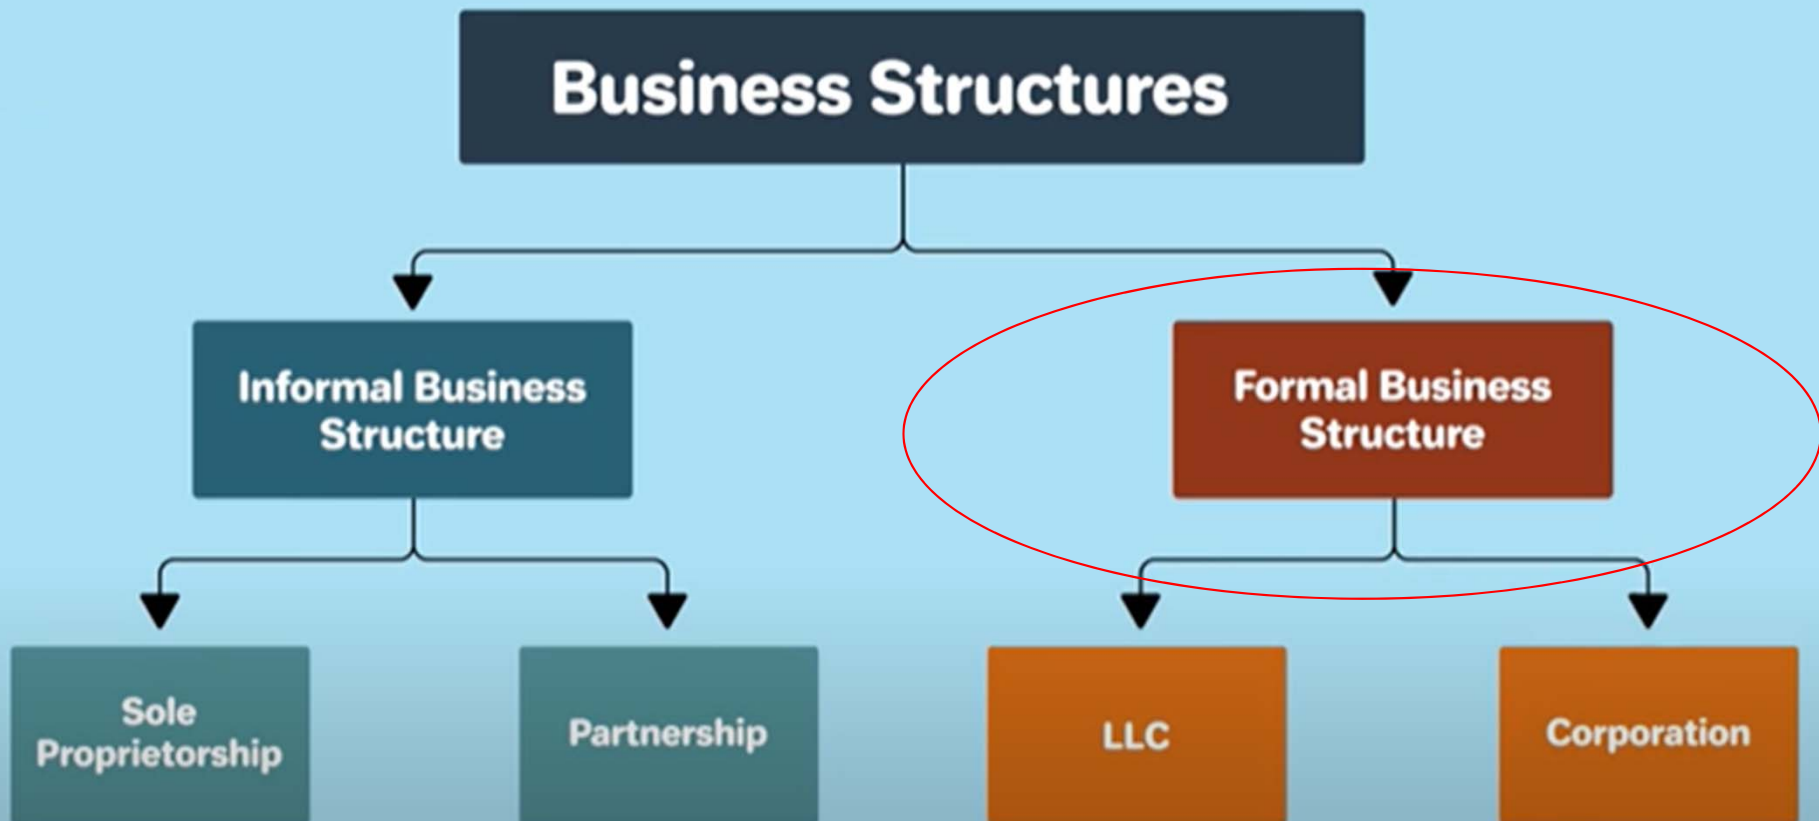 Business Structures
Informal Business
Structure
Formal Business
Structure
Sole
Proprietorship
Partnership
LLC
Corporation